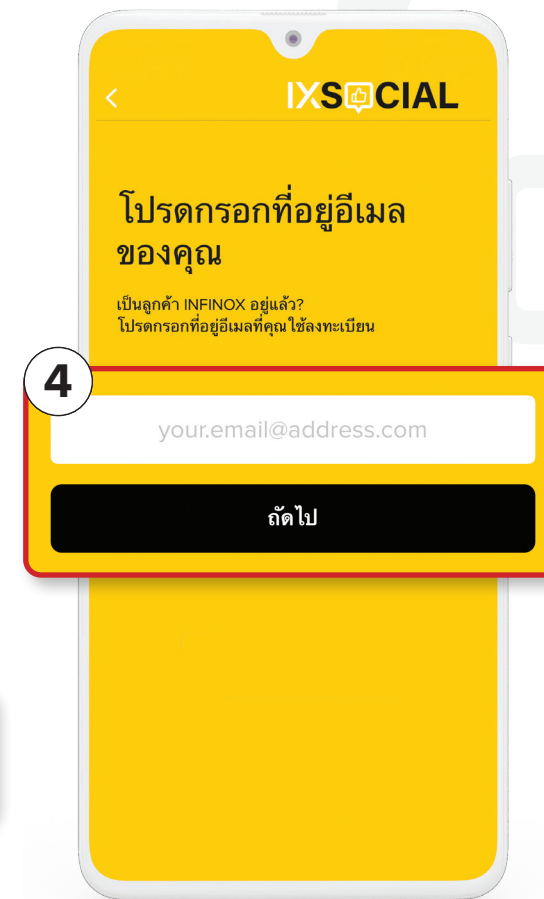 IXSOCIAL
โปรดกรอกที่อยู่อีเมล
ของคุณ
เป็นลูกค้า INFINOX อยู่แล้ว?
โปรดกรอกที่อยู่อีเมลที่คุณใช้ลงทะเบียน
4
your.email@address.com
ถัดไป